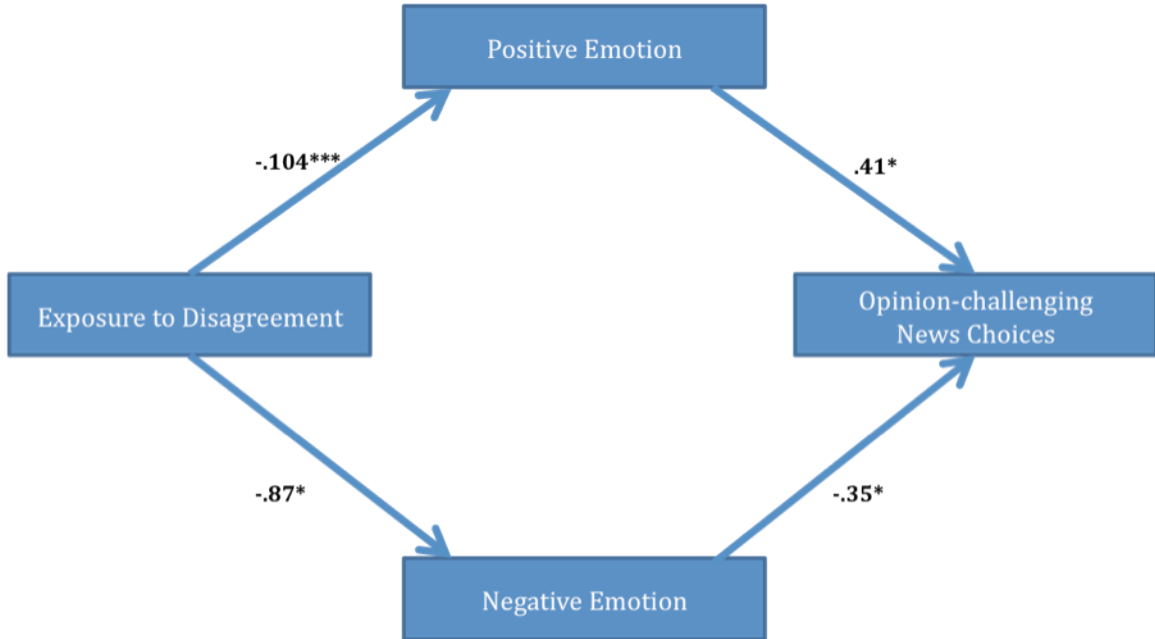 Positive Emotion
-.104***
.41*
Exposure to Disagreement
Opinion-challenging
News Choices
-.87*
-.35*
Negative Emotion